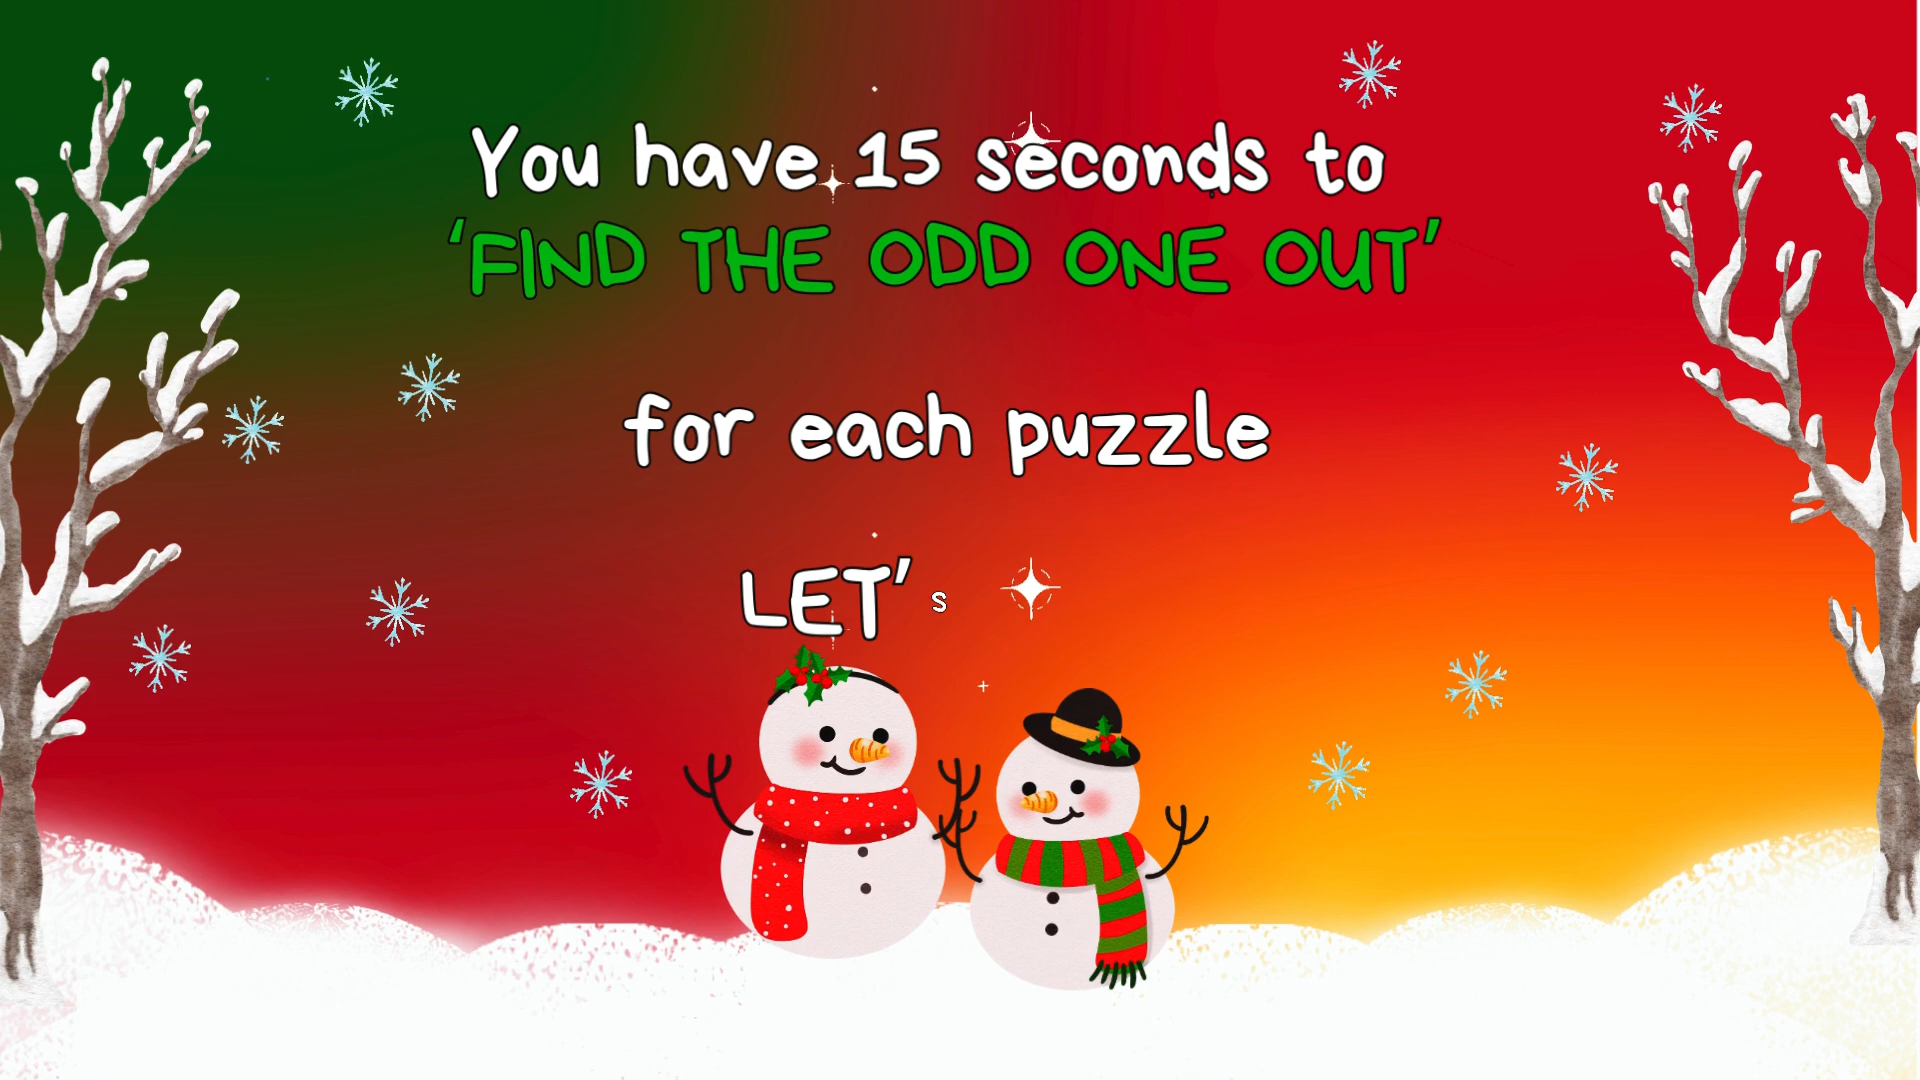 You have 15 seconds to
‘FIND THE ODD ONE OUT’
for each puzzle
LET’s